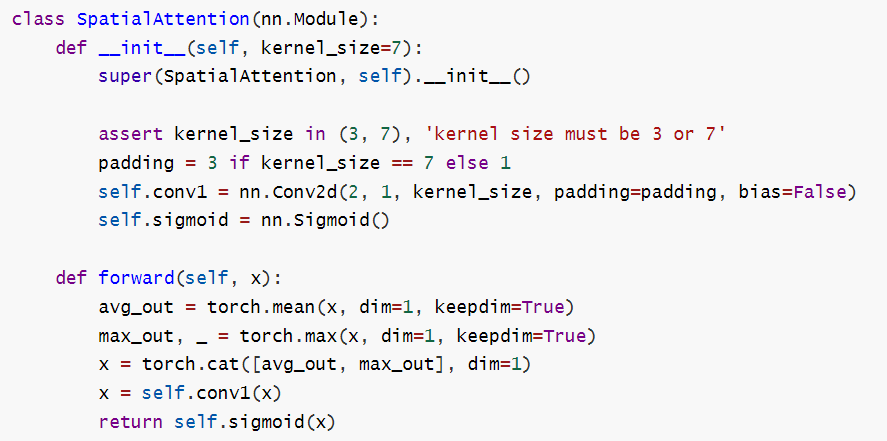 class SpatialAttention(nn.Module):
    def __init__(self, kernel_size=7):
        super(SpatialAttention, self).__init__()

        assert kernel_size in (3, 7), 'kernel size must be 3 or 7'
        padding = 3 if kernel_size == 7 else 1
        self.conv1 = nn.Conv2d(2, 1, kernel_size, padding=padding, bias=False)
        self.sigmoid = nn.Sigmoid()

    def forward(self, x):
        avg_out = torch.mean(x, dim=1, keepdim=True)
        max_out, _ = torch.max(x, dim=1, keepdim=True)
        x = torch.cat([avg_out, max_out], dim=1)
        x = self.conv1(x)
        return self.sigmoid(x)